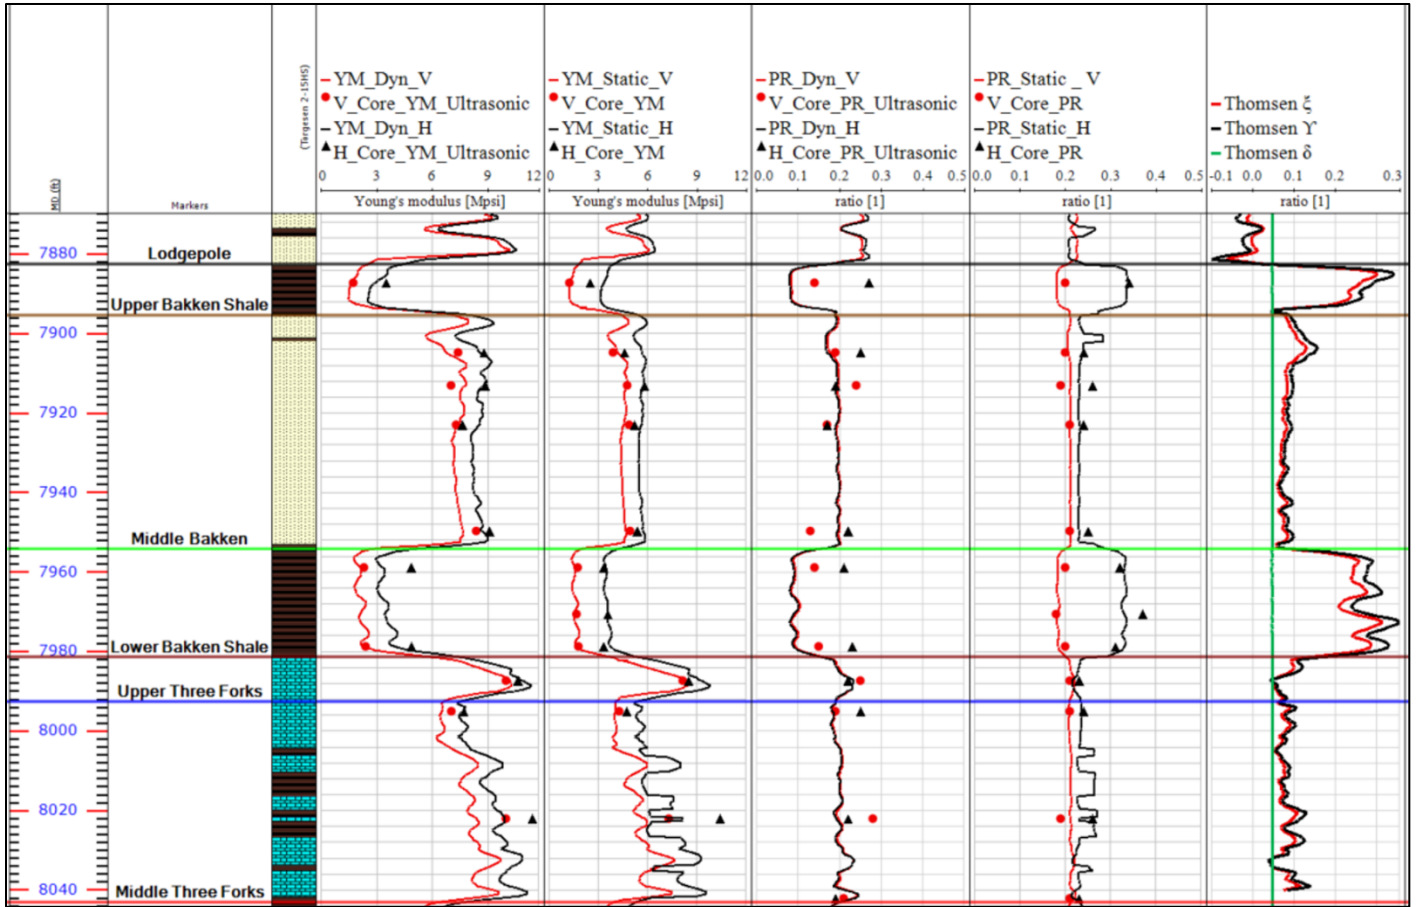 (Targesen 2-15HS)
YM_Dyn_V
V_Core_YM_Ultrasonic
YM_Dyn_H
H_Core_YM_Ultrasonic
YM_Static_V
V_Core_YM
YM_Static_H
H_Core_YM
PR_Dyn_V
V_Core_PR_Ultrasonic
PR_Dyn_H
H_Core_PR_Ultrasonic
PR_Static _V
V_Core_PR
PR_Static_H
H_Core_PR
Thomsen ξ
Thomsen ϒ
Thomsen δ
0 3 6 9 12
0 3 6 9 12
0.0 0.1 0.2 0.3 0.4 0.5
0.0 0.1 0.2 0.3 0.4 0.5
-0.1 0.0 0.1 0.2 0.3
MD (ft)
Markers
Young's modulus [Mpsi]
Young's modulus [Mpsi]
ratio [1]
ratio [1]
ratio [1]
7880
Lodgepole
Upper Bakken Shale
7900
7920
7940
Middle Bakken
7960
7980
Lower Bakken Shale
Upper Three Forks
8000
8020
8040
Middle Three Forks